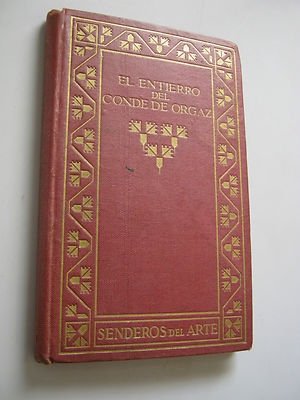 EL ENTIERRO
DEL
CONDE DE ORGAZ
SENDEROS DEL ARTE